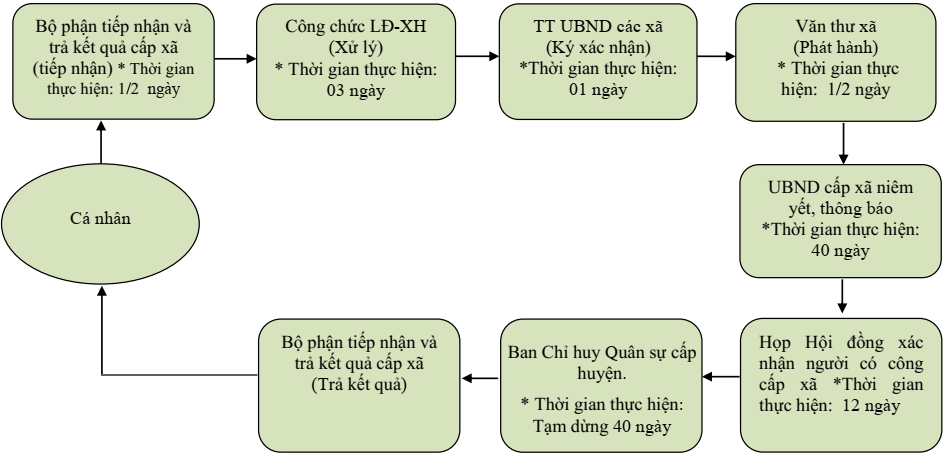 Bộ phận tiếp nhận và
trả kết quả cấp xã
(tiếp nhận) * Thời gian
thực hiện: 1/2 ngày
Công chức LĐ-XH
(Xử lý)
* Thời gian thực hiện:
03 ngày
TT UBND các xã
(Ký xác nhận)
*Thời gian thực hiện:
01 ngày
Văn thư xã
(Phát hành)
* Thời gian thực
hiện: 1/2 ngày
UBND cấp xã niêm
yết, thông báo
*Thời gian thực hiện:
40 ngày
Cá nhân
Họp Hội đồng xác
nhận người có công
cấp xã *Thời gian
thực hiện: 12 ngày
Ban Chỉ huy Quân sự cấp
huyện.
* Thời gian thực hiện:
Tạm dừng 40 ngày
Bộ phận tiếp nhận và
trả kết quả cấp xã
(Trả kết quả)